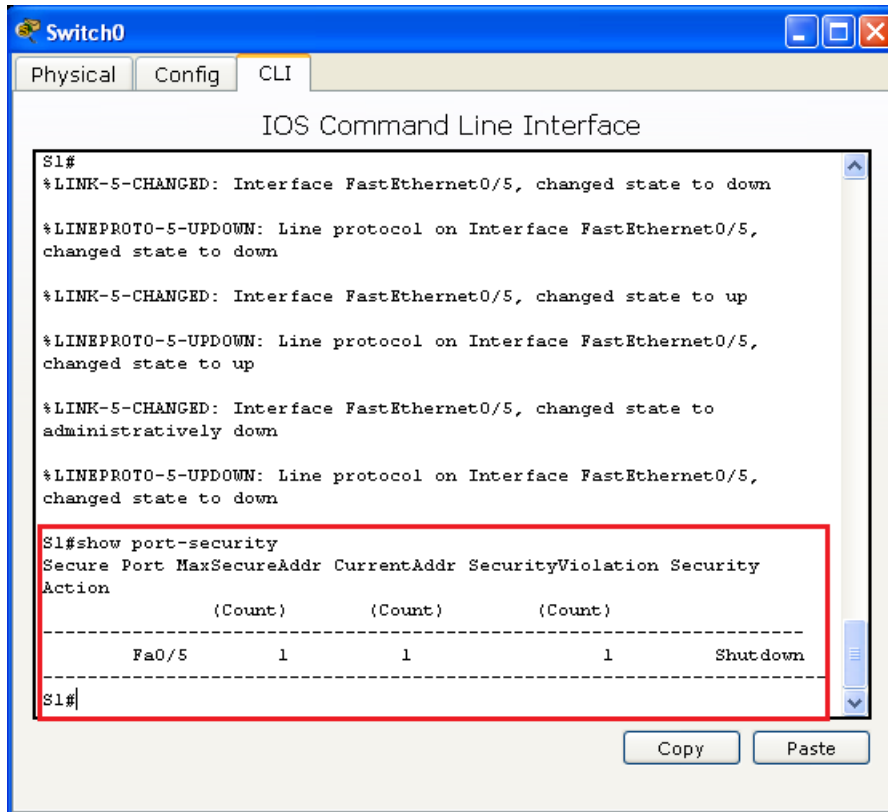 Switch0
Physical Config CLI
IOS Command Line Interface
S1#
%LINK-5-CHANGED: Interface FastEthernet0/5, changed state to down
%LINEPROTO-5-UPDOWN: Line protocol on Interface FastEthernet0/5,
changed state to down
%LINK-5-CHANGED: Interface FastEthernet0/5, changed state to up
%LINEPROTO-5-UPDOWN: Line protocol on Interface FastEthernet0/5,
changed state to up
%LINK-5-CHANGED: Interface FastEthernet0/5, changed state to
administratively down
%LINEPROTO-5-UPDOWN: Line protocol on Interface FastEthernet0/5,
changed state to down
S1#show port-security
Secure Port MaxSecureAddr CurrentAddr SecurityViolation Security
Action
(Count) (Count) (Count)
--------------------------------------------------------------------
Fa0/5 1 1 1 Shutdown
----------------------------------------------------------------------
S1#
Copy Paste